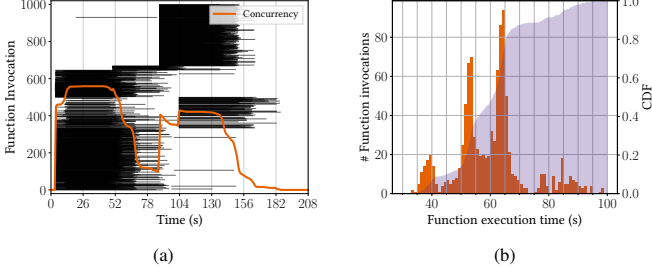 1000
800
600
400
200
0
Function Invocation
Concurrency
0 26 52 78 104 130 156 182 208
Time (s)
(a)
80
60
40
20
0
# Function invocations
1.0
0.8
0.6
0.4
0.2
0.0
CDF
40 60 80 100
Function execution time (s)
(b)